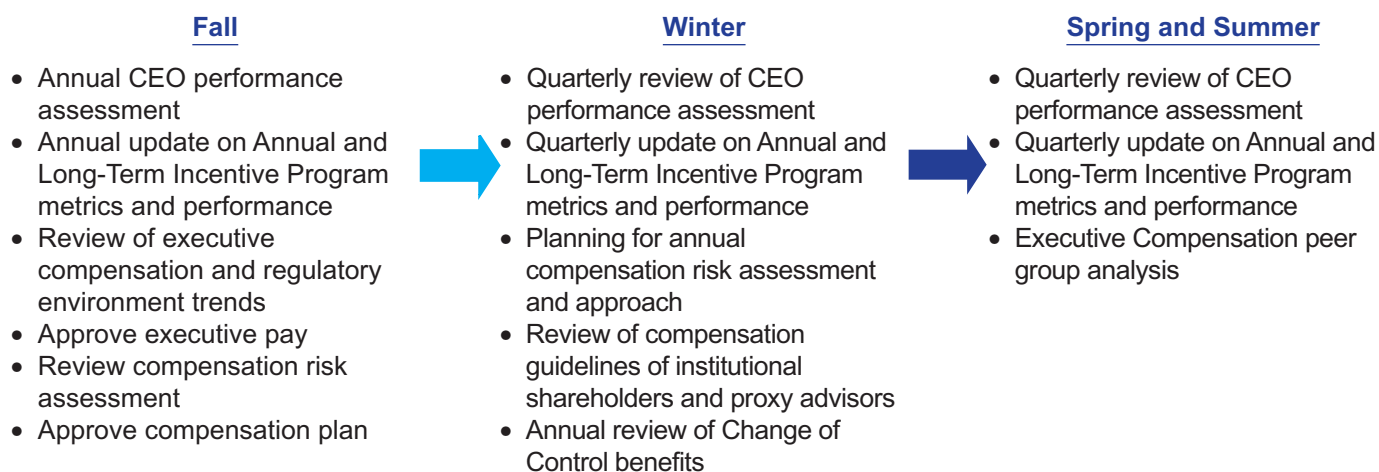 Fall
• Annual CEO performance
assessment
• Annual update on Annual and
Long-Term Incentive Program
metrics and performance
• Review of executive
compensation and regulatory
environment trends
• Approve executive pay
• Review compensation risk
assessment
• Approve compensation plan
Winter
• Quarterly review of CEO
performance assessment
• Quarterly update on Annual and
Long-Term Incentive Program
metrics and performance
• Planning for annual
compensation risk assessment
and approach
• Review of compensation
guidelines of institutional
shareholders and proxy advisors
• Annual review of Change of
Control benefits
Spring and Summer
• Quarterly review of CEO
performance assessment
• Quarterly update on Annual and
Long-Term Incentive Program
metrics and performance
• Executive Compensation peer
group analysis